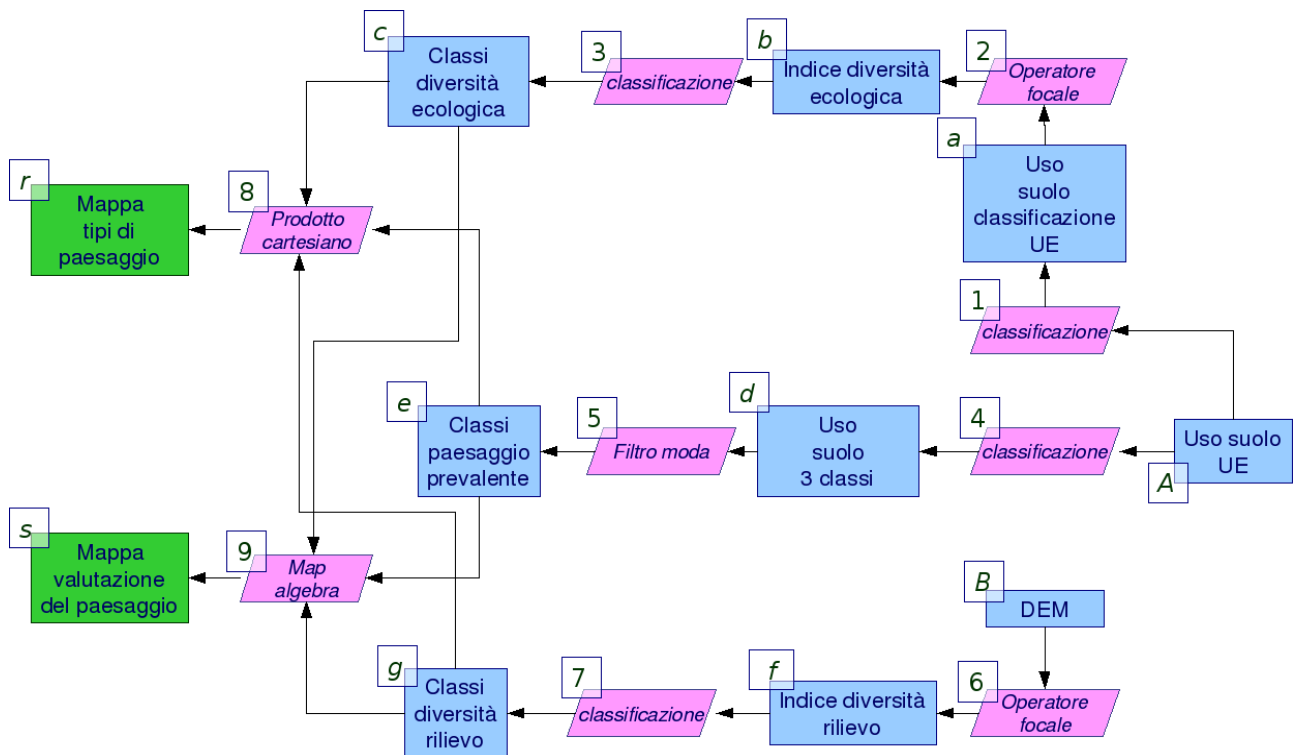 c
Classi
diversità
ecologica
3
classificazione
b
Indice diversità
ecologica
2
Operatore
focale
a
Uso
suolo
classificazione
UE
r
Mappa
tipi di
paesaggio
8
Prodotto
cartesiano
1
classificazione
e
Classi
paesaggio
prevalente
5
Filtro moda
d
Uso
suolo
3 classi
4
classificazione
Uso suolo
UE
A
s
Mappa
valutazione
del paesaggio
9
Map
algebra
B
DEM
g
Classi
diversità
rilievo
7
classificazione
f
Indice diversità
rilievo
6
Operatore
focale